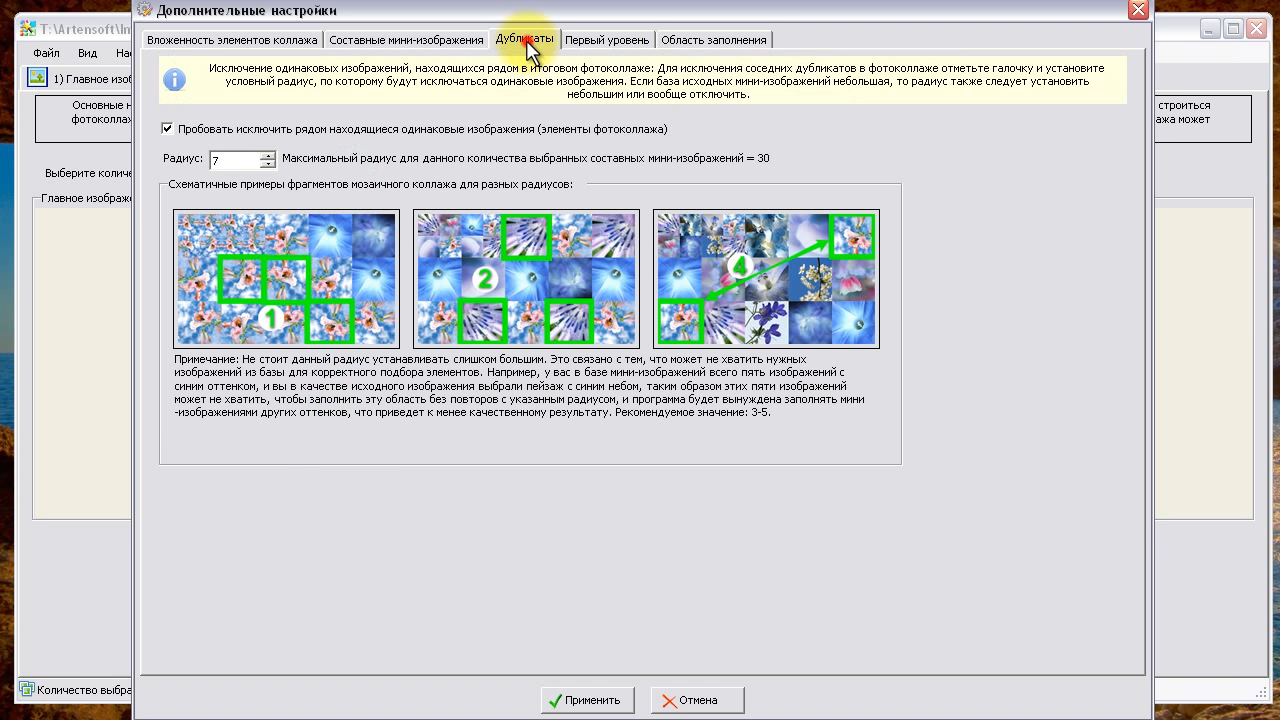 Дополнительные настройки
T:\Artensoft\Im
Файл Вид На
1) Главное изоб
Вложенность элементов коллажа Составные мини-изображения Дубликаты Первый уровень Область заполнения
Исключение одинаковых изображений, находящихся рядом в итоговом фотоколлаже: Для исключения соседних дубликатов в фотоколлаже отметьте галочку и установите
условный радиус, по которому будут исключаться одинаковые изображения. Если база исходных мини-изображений небольшая, то радиус также следует установить
небольшим или вообще отключить.
Основные н
фотоколлаж
строиться
ажа может
Пробовать исключить рядом находящиеся одинаковые изображения (элементы фотоколлажа)
Радиус: 7 Максимальный радиус для данного количества выбранных составных мини-изображений = 30
Выберите количе
Главное изображе
Схематичные примеры фрагментов мозаичного коллажа для разных радиусов:
1 2 4
Примечание: Не стоит данный радиус устанавливать слишком большим. Это связано с тем, что может не хватить нужных
изображений из базы для корректного подбора элементов. Например, у вас в базе мини-изображений всего пять изображений с
синим оттенком, и вы в качестве исходного изображения выбрали пейзаж с синим небом, таким образом этих пяти изображений
может не хватить, чтобы заполнить эту область без повторов с указанным радиусом, и программа будет вынуждена заполнять мини
-изображениями других оттенков, что приведет к менее качественному результату. Рекомендуемое значение: 3-5.
Количество выбра
Применить Отмена